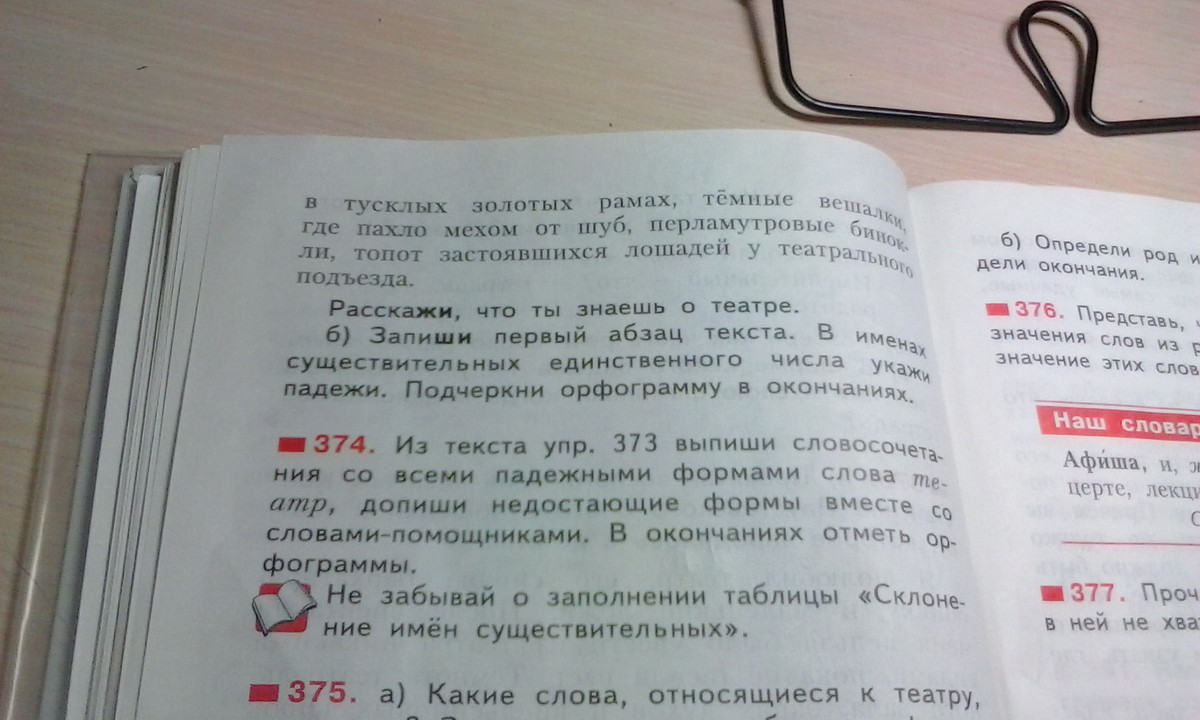 в тусклых золотых рамах, тёмные вешалки,
где пахло мехом от шуб, перламутровые бинок-
ли, топот застоявшихся лошадей у театрального
подъезда.
Расскажи, что ты знаешь о театре.
б) Запиши первый абзац текста. В именах
существительных единственного числа укажи
падежи. Подчеркни орфограмму в окончаниях.
374. Из текста упр. 373 выпиши словосочета-
ния со всеми падежными формами слова те-
атр, допиши недостающие формы вместе со
словами-помощниками. В окончаниях отметь ор-
фограммы.
Не забывай о заполнении таблицы «Склоне-
ние имён существительных».
375. а) Какие слова, относящиеся к театру,
б) Определи род и
дели окончания.
376. Представь,
значения слов из
значение этих слов
Наш словар
Афи́ша, и, ж
церте, лекци
377. Проч
в ней не хва